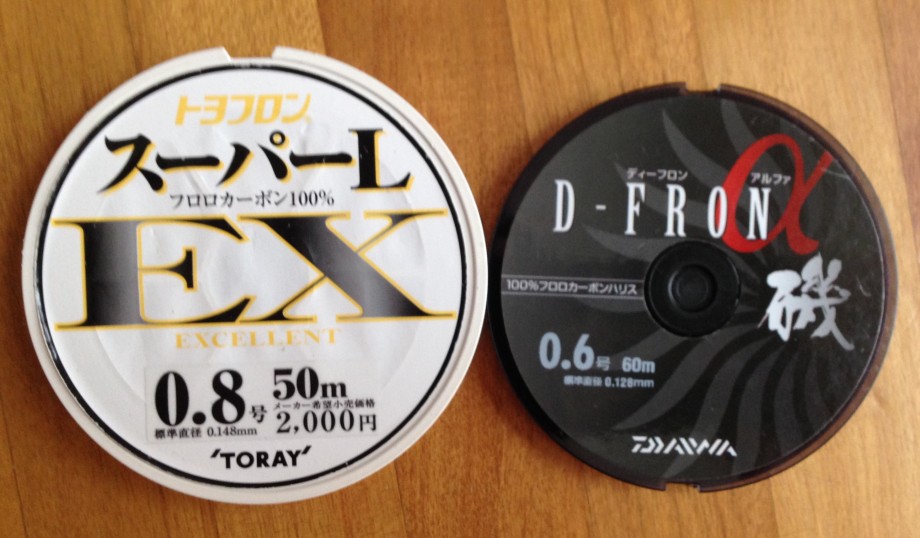 トヨフロン
スーパーL
フロロカーボン100%
EX
EXCELLENT
0.8号 50m
メーカー希望小売価格
標準直径 0.148mm 2,000円
'TORAY'
ディーフロン アルファ
D-FRON α
磯
100%フロロカーボンハリス
0.6号 60m
標準直径 0.128mm
DAIWA